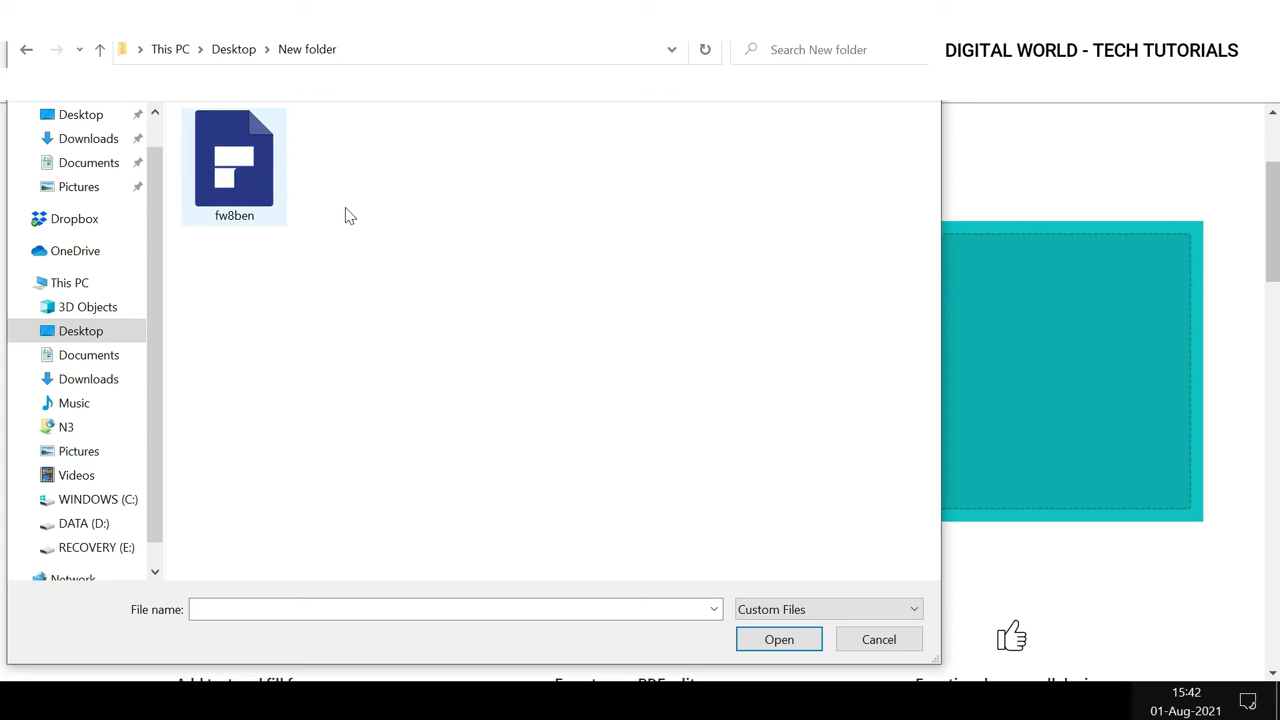 This PC
Desktop
New folder
Search New folder
DIGITAL WORLD - TECH TUTORIALS
Desktop
Downloads
Documents
Pictures
Dropbox
OneDrive
This PC
3D Objects
Desktop
Documents
Downloads
Music
N3
Pictures
Videos
WINDOWS (C:)
DATA (D:)
RECOVERY (E:)
Network
fw8ben
File name:
Custom Files
Open
Cancel
15:42
01-Aug-2021